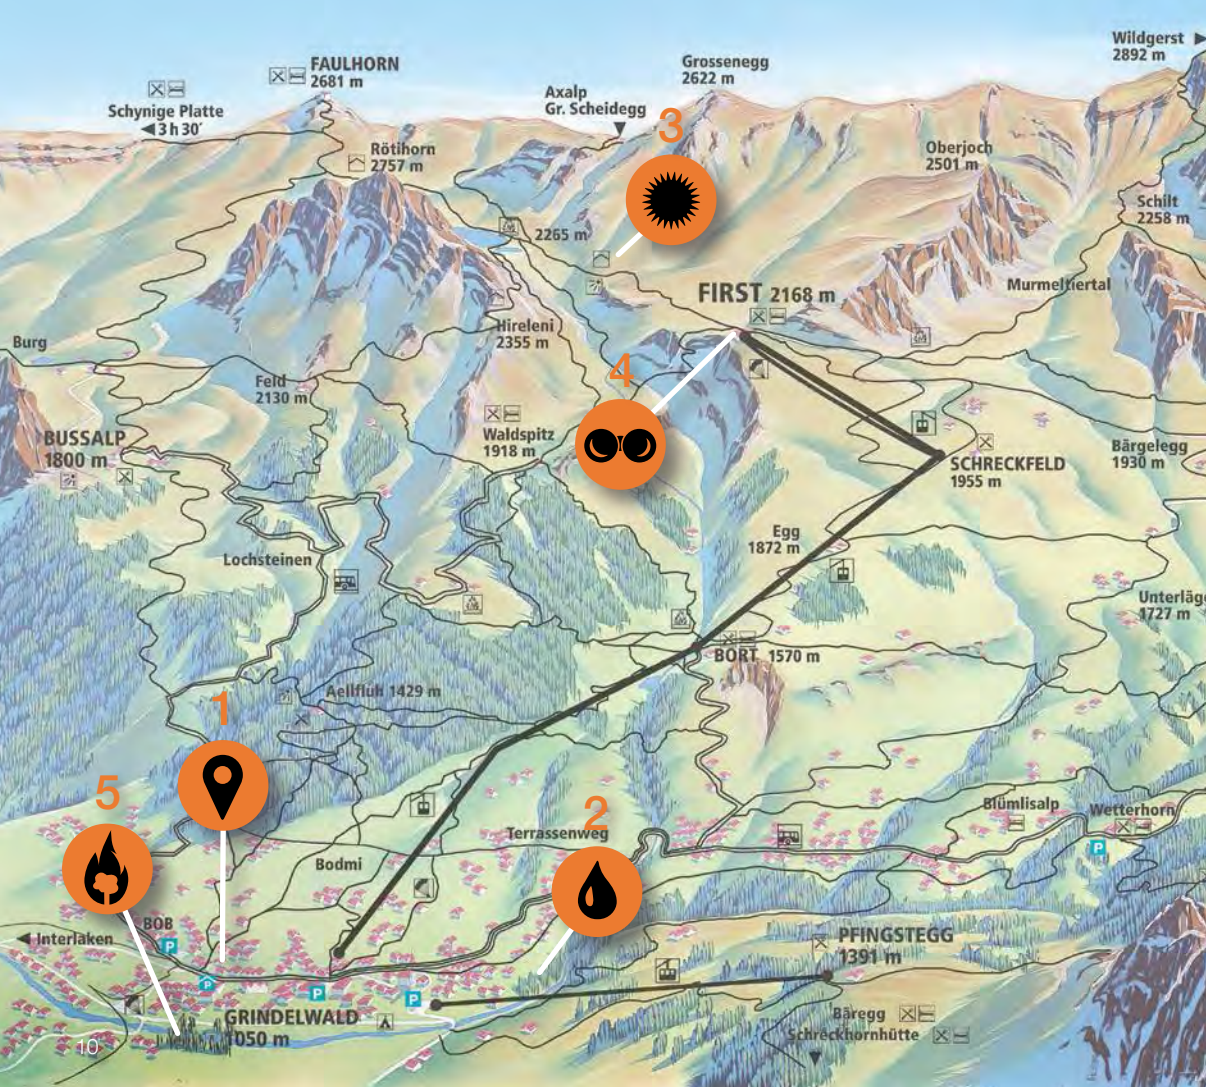 Wildgerst
2892 m
FAULHORN
2681 m
Grossenegg
2622 m
Schynige Platte
3 h 30'
Axalp
Gr. Scheidegg
3
Rötihorn
2757 m
Oberjoch
2501 m
Schilt
2258 m
2265 m
FIRST 2168 m
Murmeltiertal
Burg
Hireleni
2355 m
4
Feld
2130 m
BUSSALP
1800 m
Waldspitz
1918 m
Bärgelegg
1930 m
SCHRECKFELD
1955 m
Egg
1872 m
Lochsteinen
Unterläge
1727 m
BORT 1570 m
Aellfluh 1429 m
1
5
2
Terrassenweg
Blümlisalp
Wetterhorn
P
Bodmi
BOB
P
Interlaken
PFINGSTEGG
1391 m
P
P
P
GRINDELWALD
1050 m
Bäregg
Schreckhornhütte
10